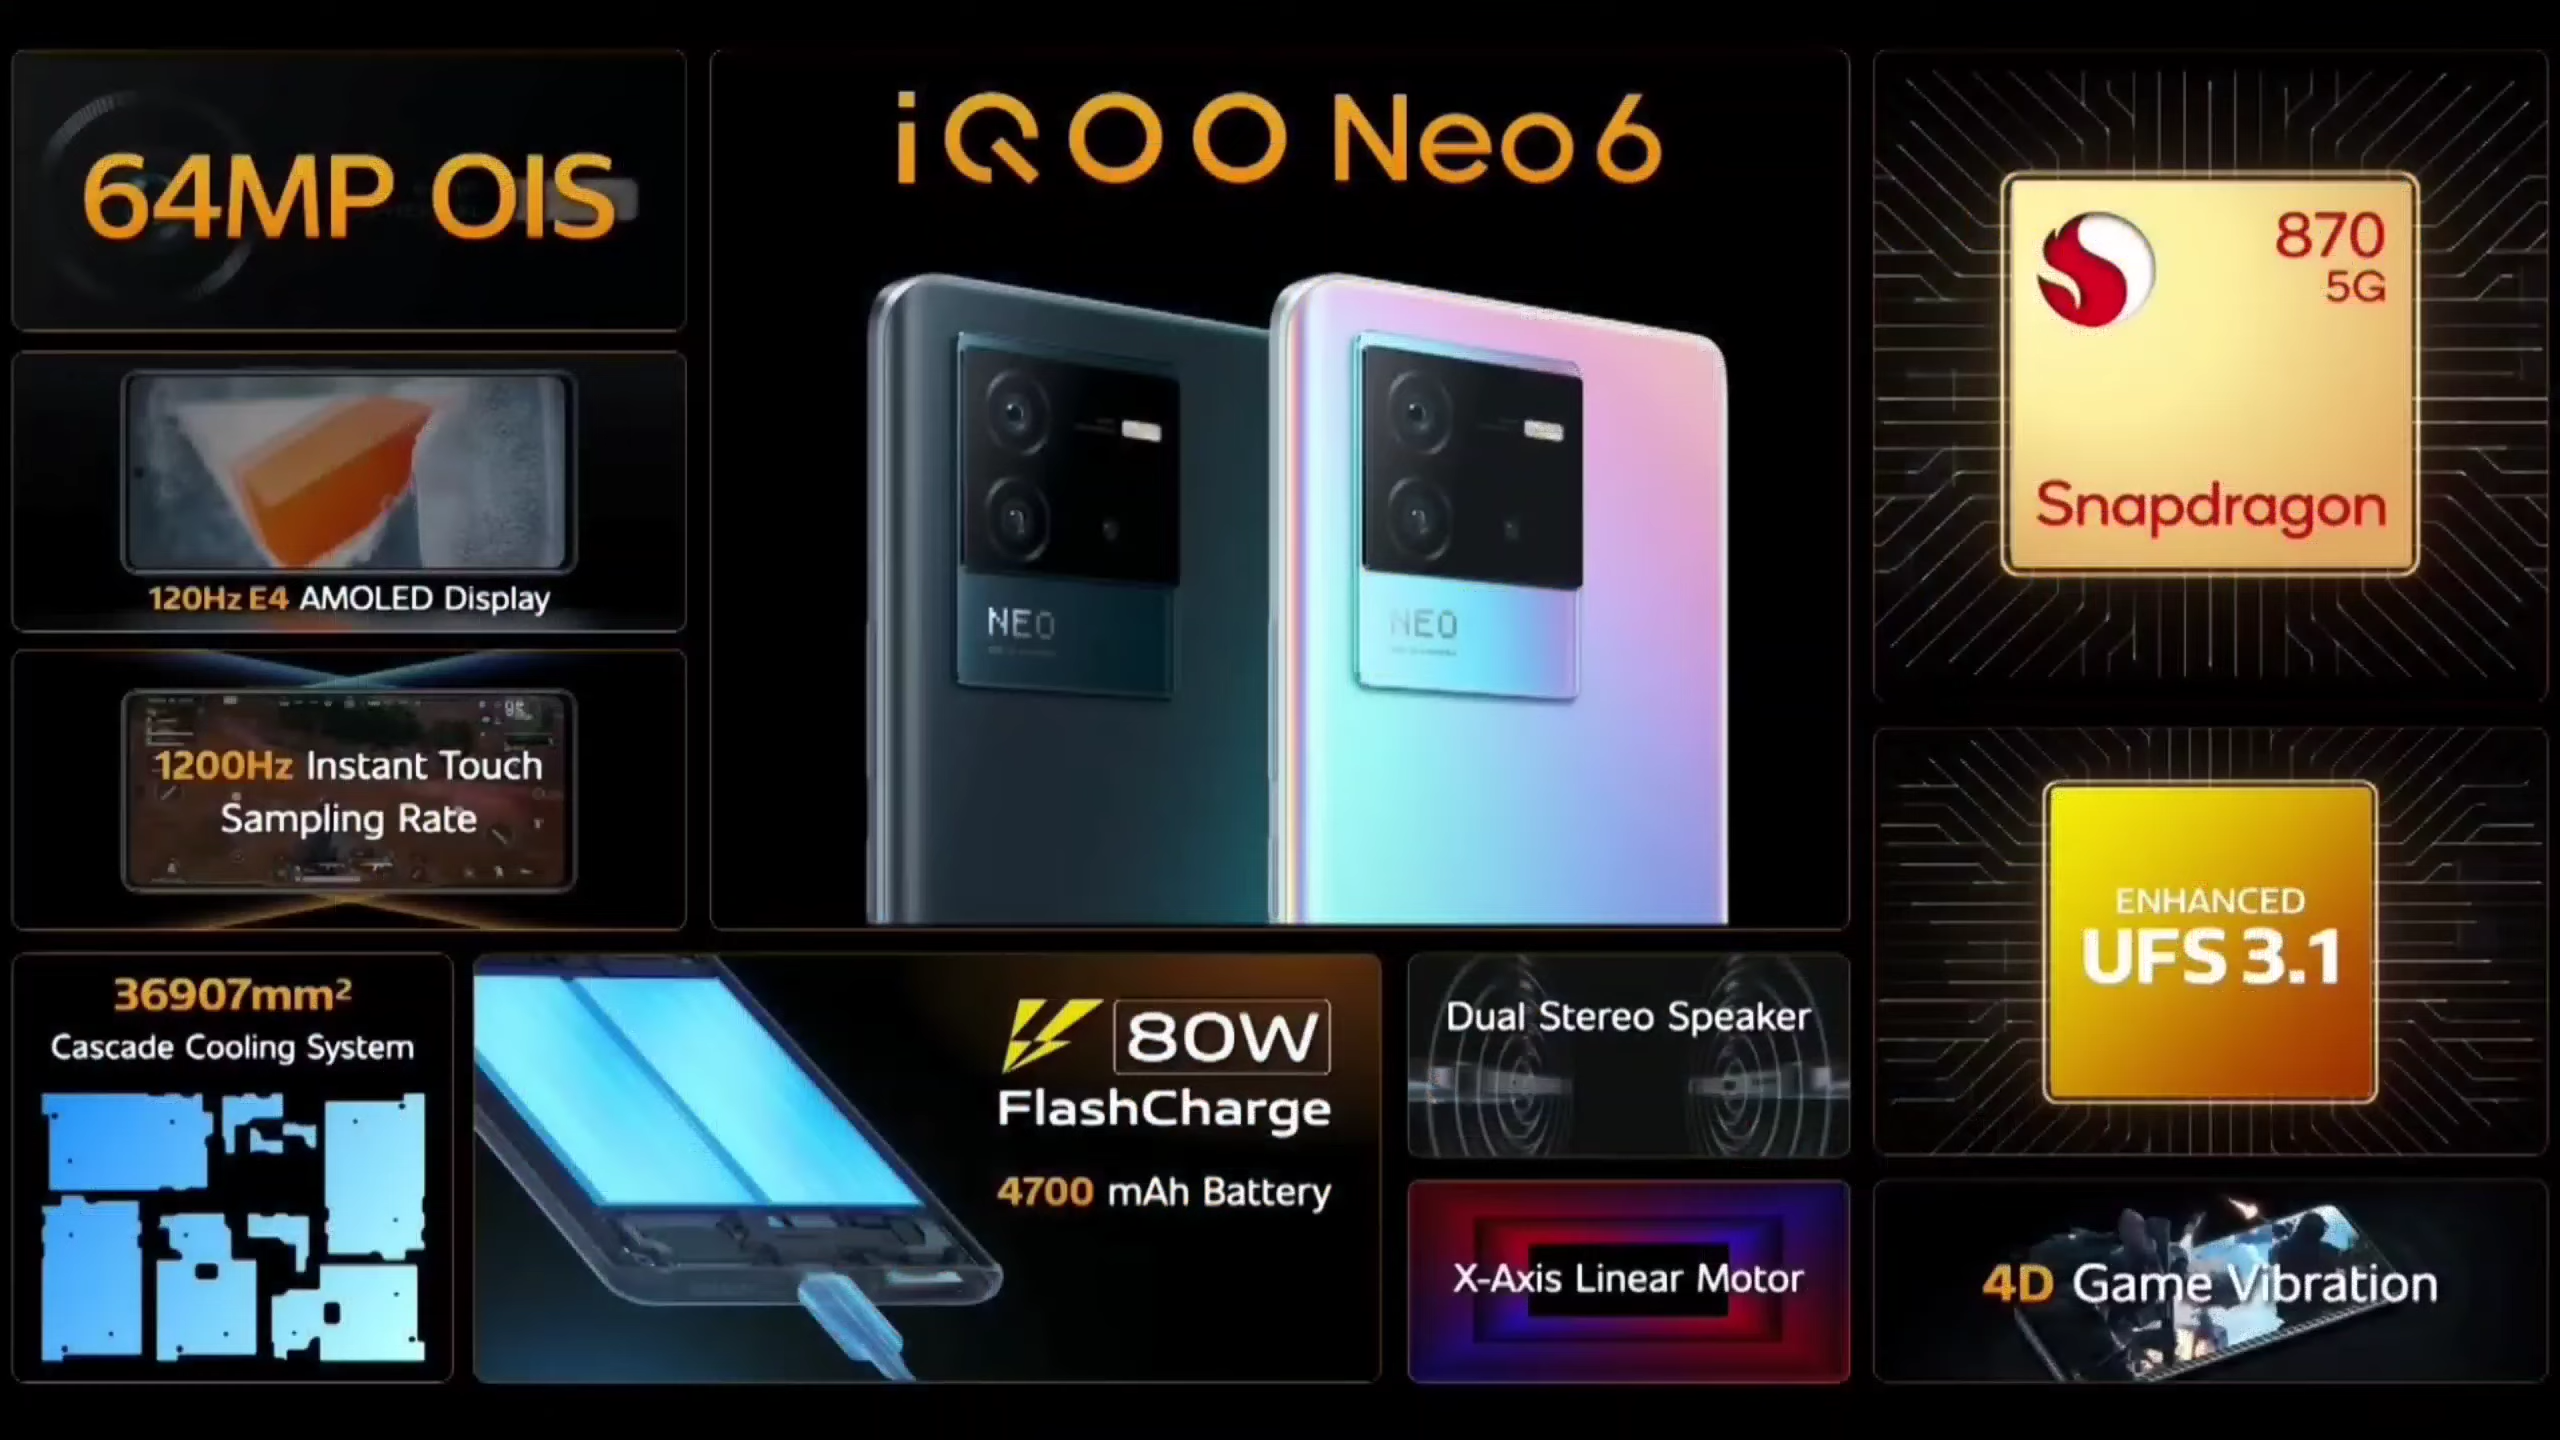 64MP OIS
iQOO Neo 6
870
5G
Snapdragon
120Hz E4 AMOLED Display
NEO
NEO
1200Hz Instant Touch
Sampling Rate
ENHANCED
UFS 3.1
36907mm²
Cascade Cooling System
80W
FlashCharge
4700 mAh Battery
Dual Stereo Speaker
X-Axis Linear Motor
4D Game Vibration